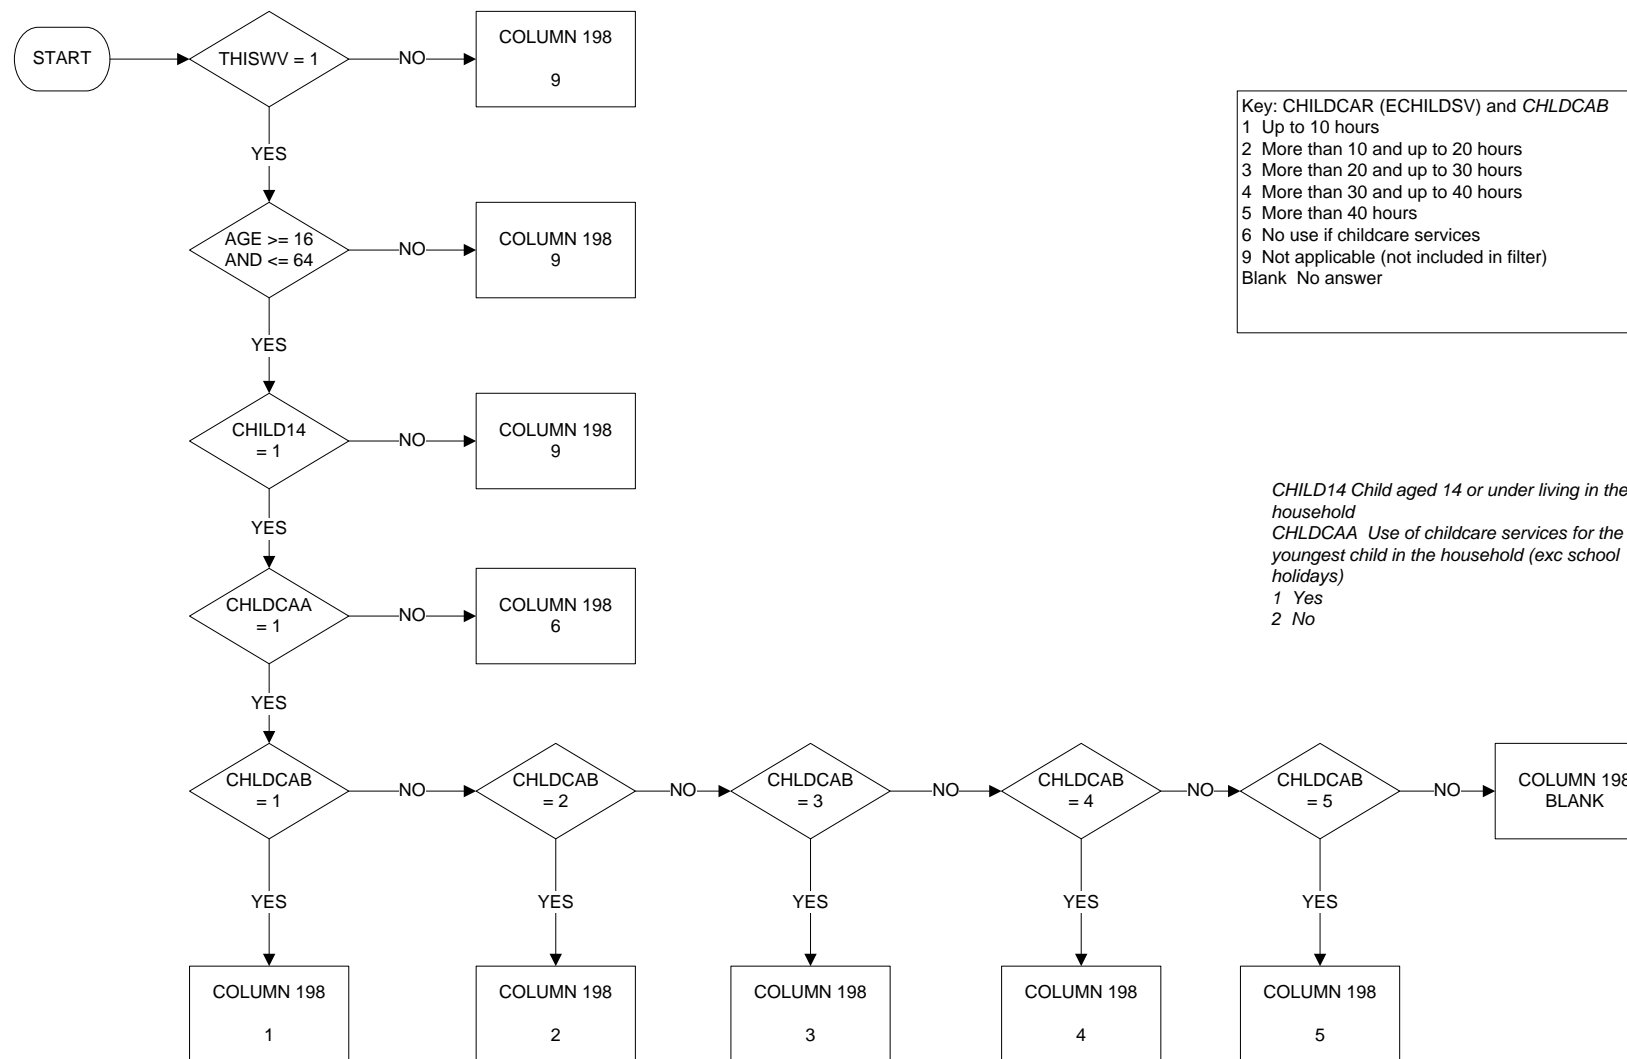 START
THISWV = 1
NO
COLUMN 198
9
YES
Key: CHILDCAR (ECHILDSV) and CHLDCAB
1 Up to 10 hours
2 More than 10 and up to 20 hours
3 More than 20 and up to 30 hours
4 More than 30 and up to 40 hours
5 More than 40 hours
6 No use if childcare services
9 Not applicable (not included in filter)
Blank No answer
AGE >= 16
AND <= 64
NO
COLUMN 198
9
YES
CHILD14
= 1
NO
COLUMN 198
9
YES
CHILD14 Child aged 14 or under living in the
household
CHLDCAA Use of childcare services for the
youngest child in the household (exc school
holidays)
1 Yes
2 No
CHLDCAA
= 1
NO
COLUMN 198
6
YES
CHLDCAB
= 1
NO
CHLDCAB
= 2
NO
CHLDCAB
= 3
NO
CHLDCAB
= 4
NO
CHLDCAB
= 5
NO
COLUMN 198
BLANK
YES
YES
YES
YES
YES
COLUMN 198
1
COLUMN 198
2
COLUMN 198
3
COLUMN 198
4
COLUMN 198
5